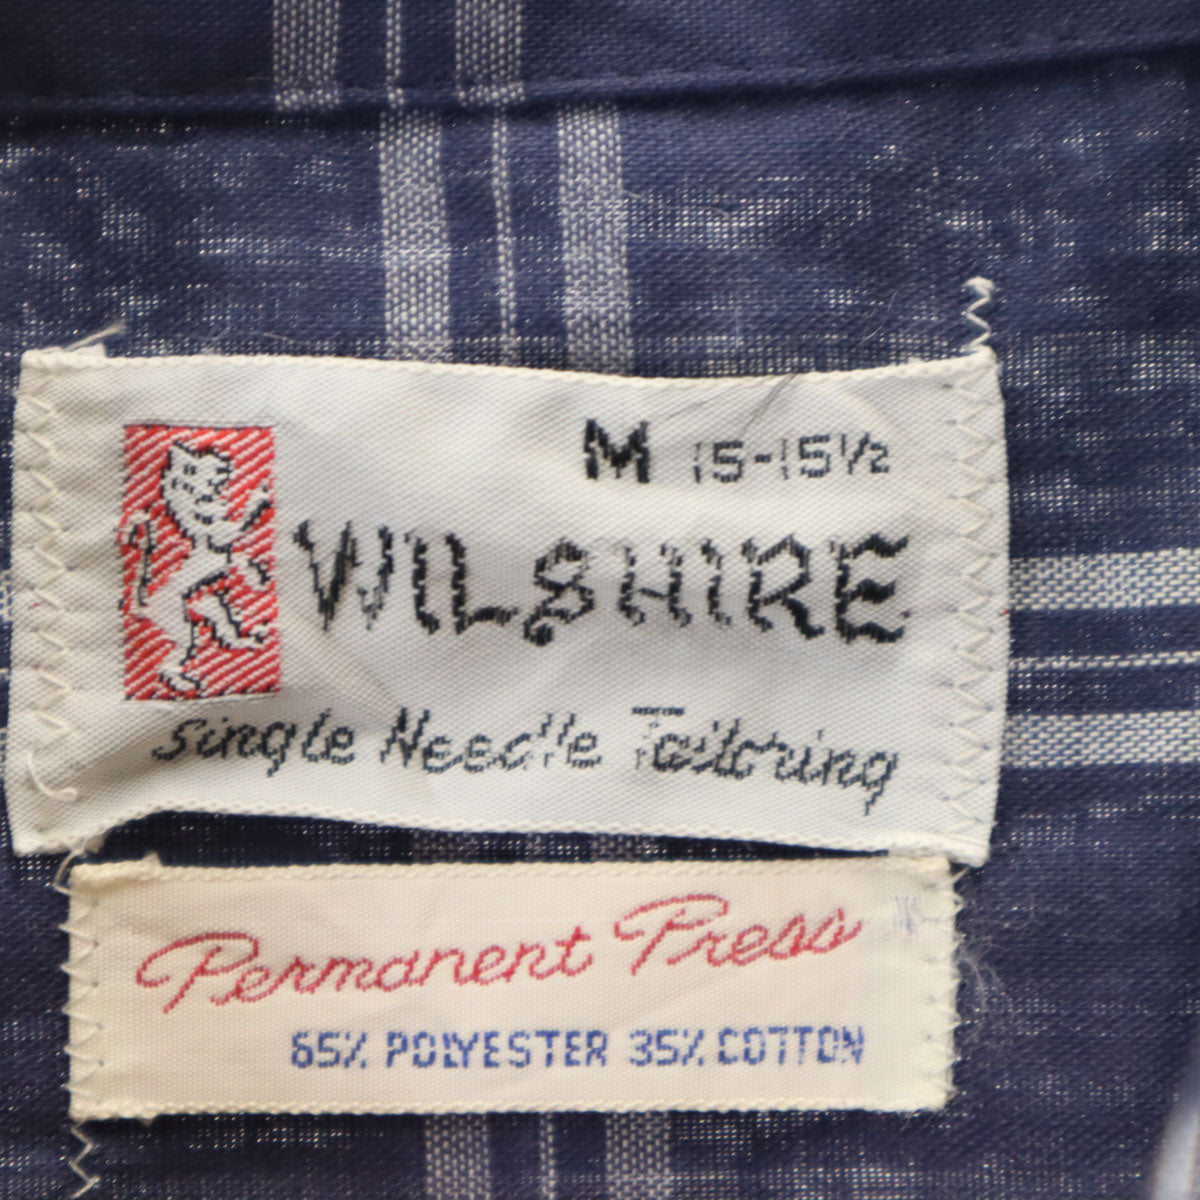 M 15-15½
WILSHIRE
Single Needle Tailoring
Permanent Press
65% POLYESTER 35% COTTON